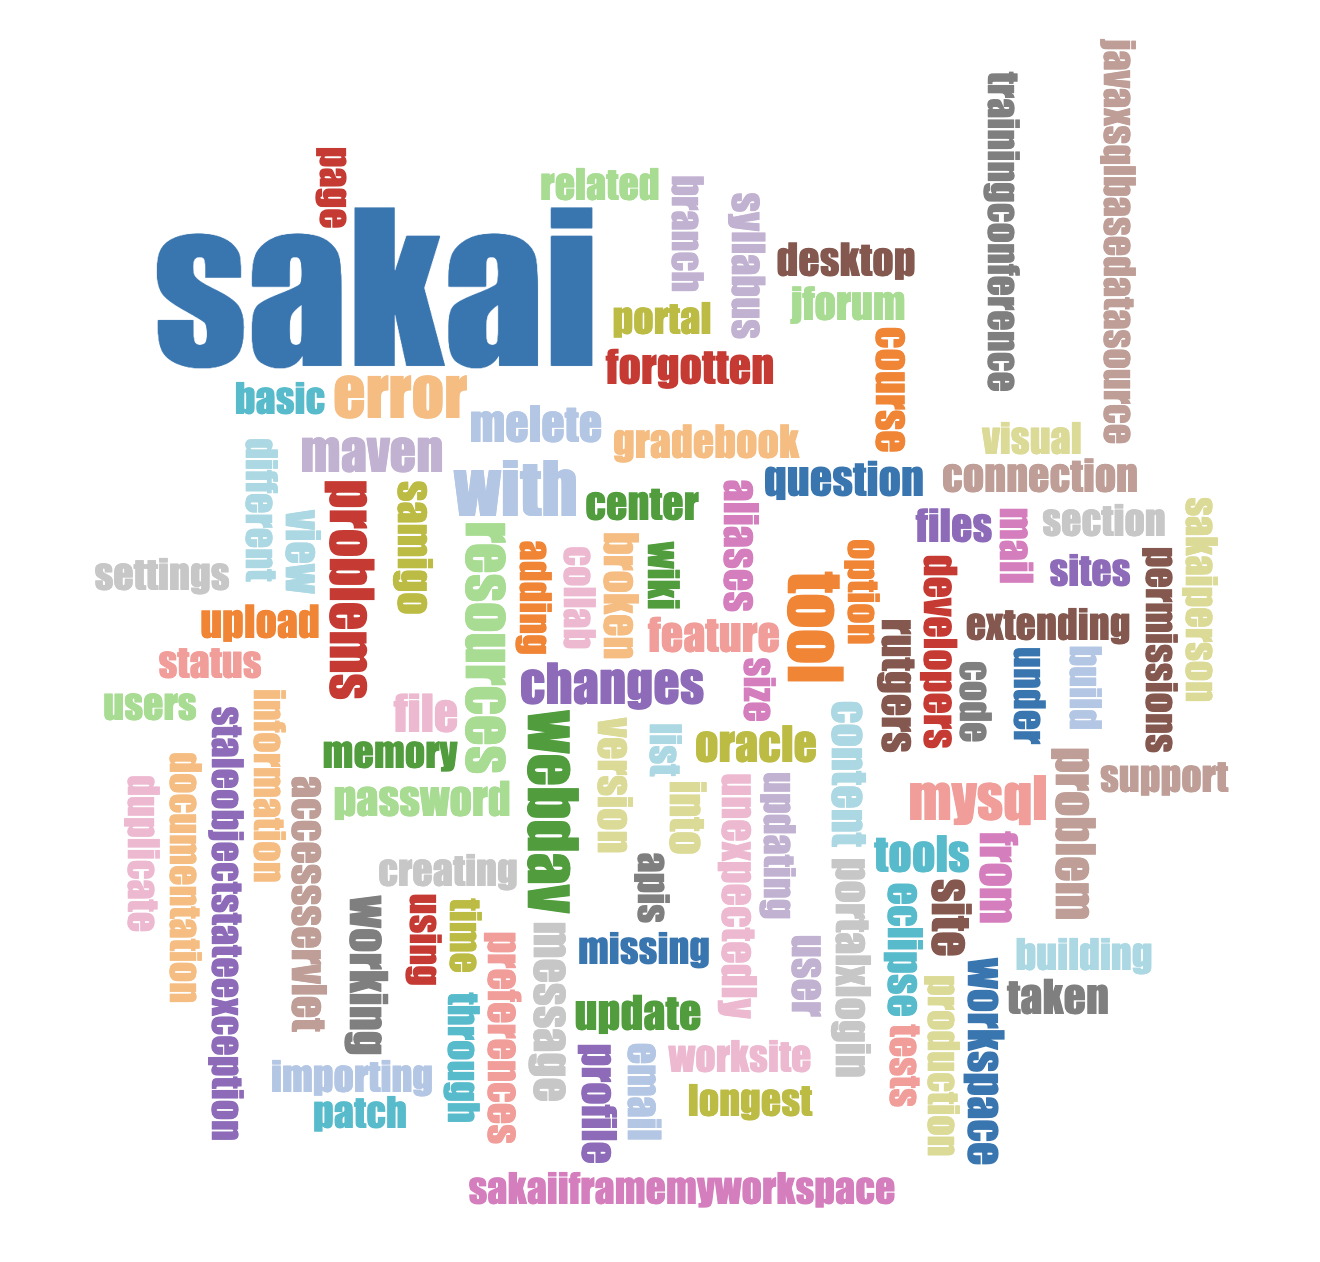 javaxsqlbasedatasource
trainingconference
page
related
branch
syllabus
sakai
desktop
jforum
portal
course
forgotten
basic
error
melete
gradebook
visual
maven
different
with
question
connection
center
problems
samigo
aliases
files
mail
section
sakaiperson
view
resources
adding
collab
broken
wiki
option
settings
tool
developers
sites
permissions
upload
feature
rutgers
extending
status
changes
size
code
under
build
users
information
file
staleobjectstateexception
webdav
version
list
oracle
content
memory
documentation
duplicate
accessservlet
password
into
unexpectedly
updating
mysql
problem
support
creating
apis
tools
from
portalxlogin
eclipse
site
working
using
time
message
preferences
missing
user
building
workspace
production
taken
through
update
tests
importing
patch
profile
email
worksite
longest
sakaiiframemyworkspace